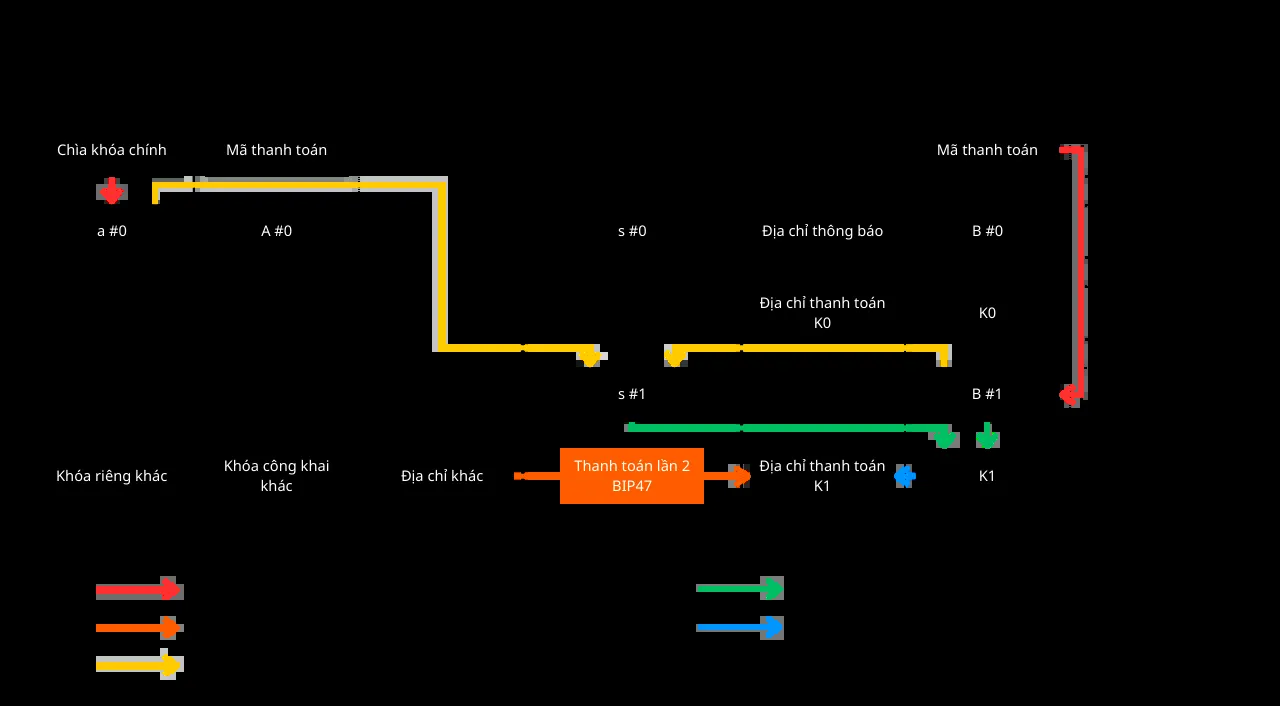 Chìa khóa chính
Mã thanh toán
Mã thanh toán
a #0
A #0
s #0
Địa chỉ thông báo
B #0
Địa chỉ thanh toán
K0
K0
s #1
B #1
Khóa riêng khác
Khóa công khai
khác
Địa chỉ khác
Thanh toán lần 2
BIP47
Địa chỉ thanh toán
K1
K1